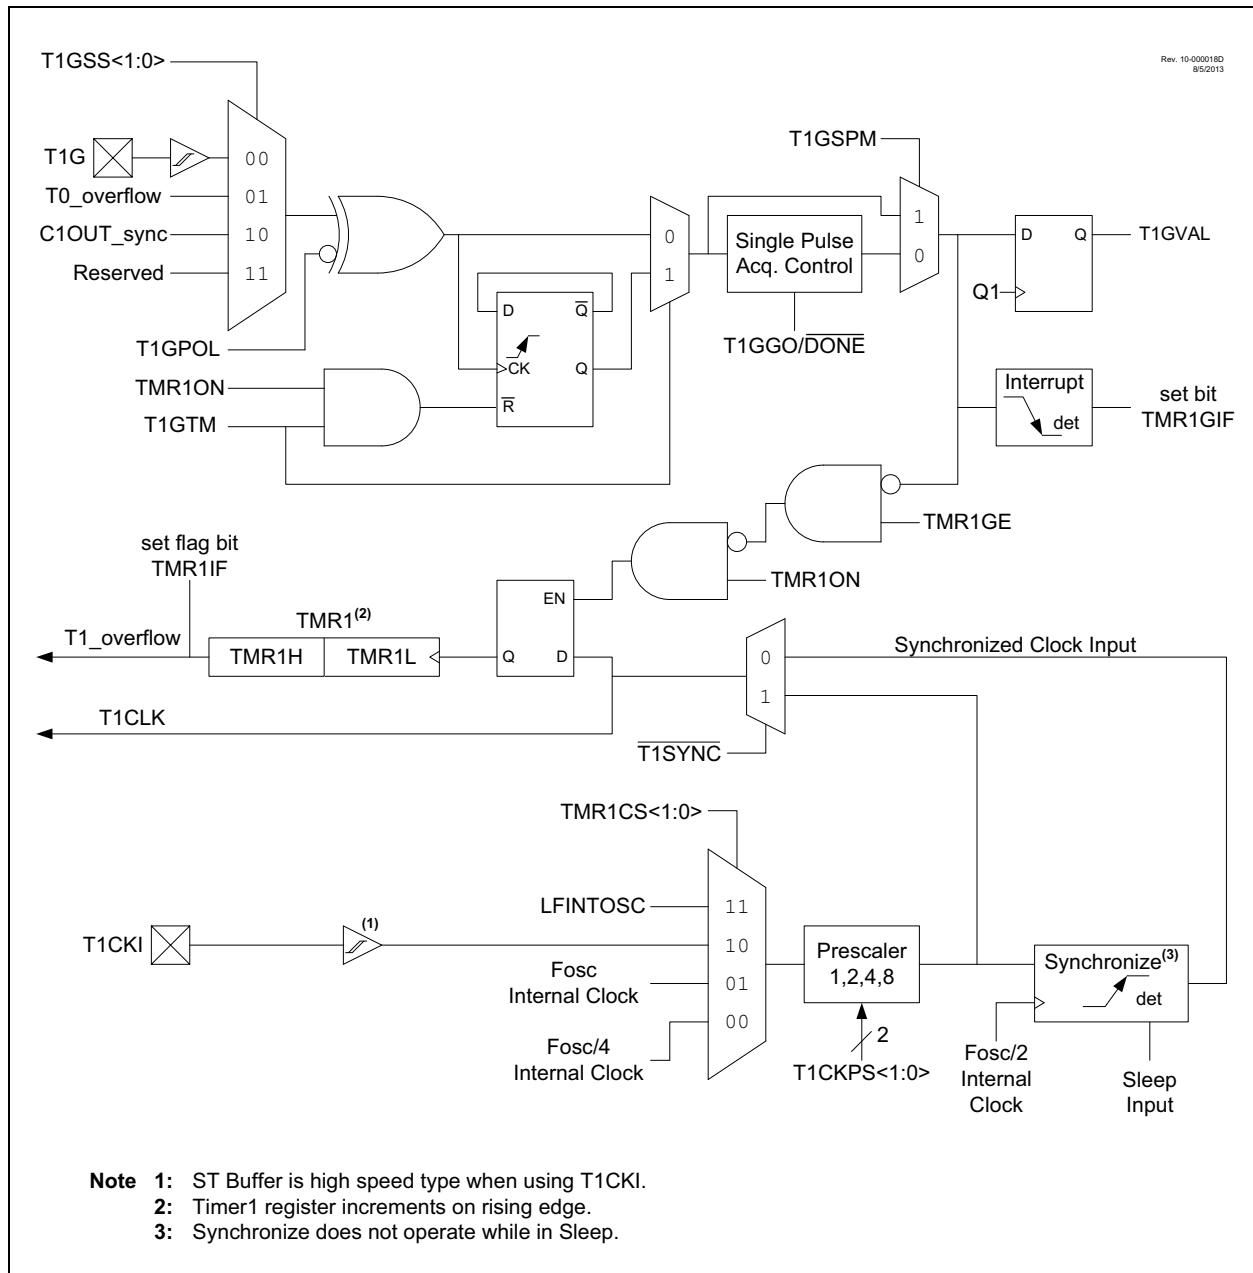 T1GSS<1:0>
Rev. 10-000018D
8/5/2013
T1G
00
T0_overflow
01
C1OUT_sync
10
Reserved
11
T1GPOL
TMR1ON
T1GTM
D
Q
CK
Q
R
0
1
Single Pulse
Acq. Control
T1GGO/DONE
T1GSPM
1
0
D
Q
Q1
T1GVAL
Interrupt
det
set bit
TMR1GIF
TMR1GE
TMR1ON
set flag bit
TMR1IF
T1_overflow
TMR1(2)
TMR1H
TMR1L
EN
Q
D
T1CLK
0
1
Synchronized Clock Input
T1SYNC
TMR1CS<1:0>
LFINTOSC
11
T1CKI
(1)
10
Fosc
Internal Clock
01
00
Fosc/4
Internal Clock
Prescaler
1,2,4,8
2
T1CKPS<1:0>
Synchronize(3)
det
Fosc/2
Internal
Clock
Sleep
Input
Note 1: ST Buffer is high speed type when using T1CKI.
2: Timer1 register increments on rising edge.
3: Synchronize does not operate while in Sleep.